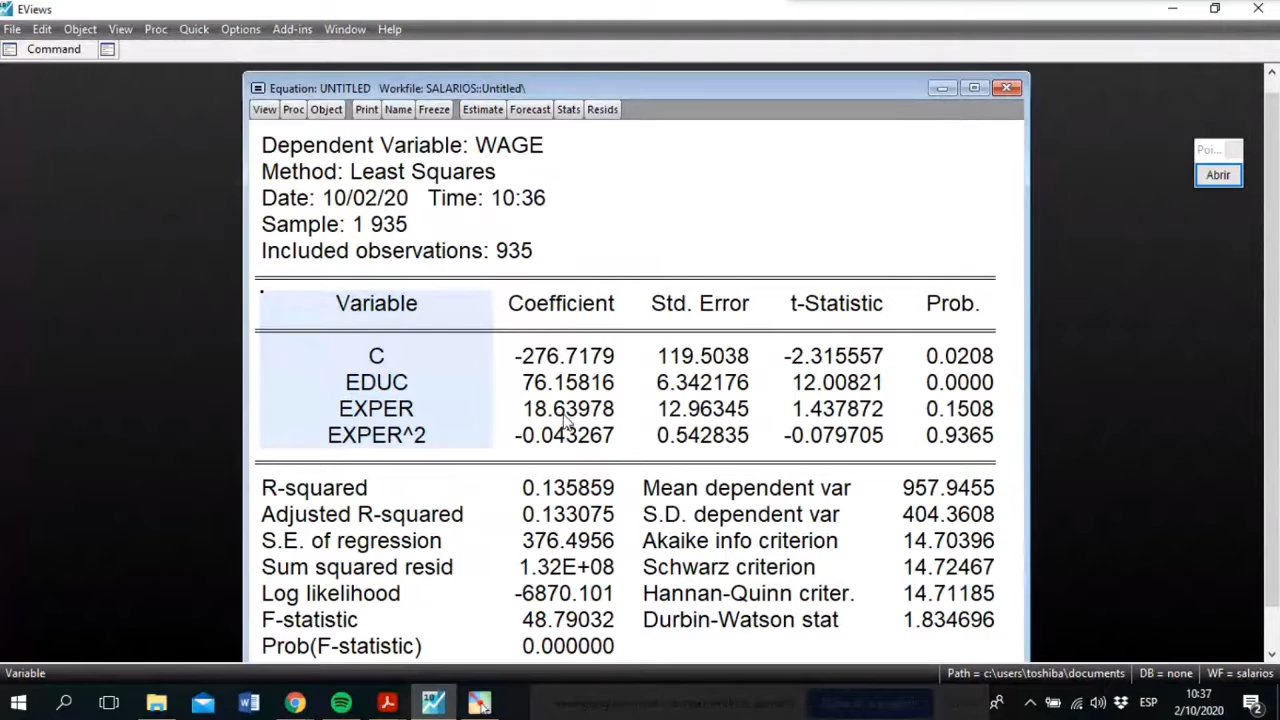 EViews
File Edit Object View Proc Quick Options Add-ins Window Help
Command
Equation: UNTITLED Workfile: SALARIOS::Untitled\
View Proc Object Print Name Freeze Estimate Forecast Stats Resids
Dependent Variable: WAGE
Method: Least Squares
Date: 10/02/20 Time: 10:36
Sample: 1 935
Included observations: 935
Variable Coefficient Std. Error t-Statistic Prob.
C -276.7179 119.5038 -2.315557 0.0208
EDUC 76.15816 6.342176 12.00821 0.0000
EXPER 18.63978 12.96345 1.437872 0.1508
EXPER^2 -0.043267 0.542835 -0.079705 0.9365
R-squared 0.135859 Mean dependent var 957.9455
Adjusted R-squared 0.133075 S.D. dependent var 404.3608
S.E. of regression 376.4956 Akaike info criterion 14.70396
Sum squared resid 1.32E+08 Schwarz criterion 14.72467
Log likelihood -6870.101 Hannan-Quinn criter. 14.71185
F-statistic 48.79032 Durbin-Watson stat 1.834696
Prob(F-statistic) 0.000000
Poi...
Abrir
Variable Path = c:\users\toshiba\documents DB = none WF = salarios
ESP
10:37
2/10/2020
2